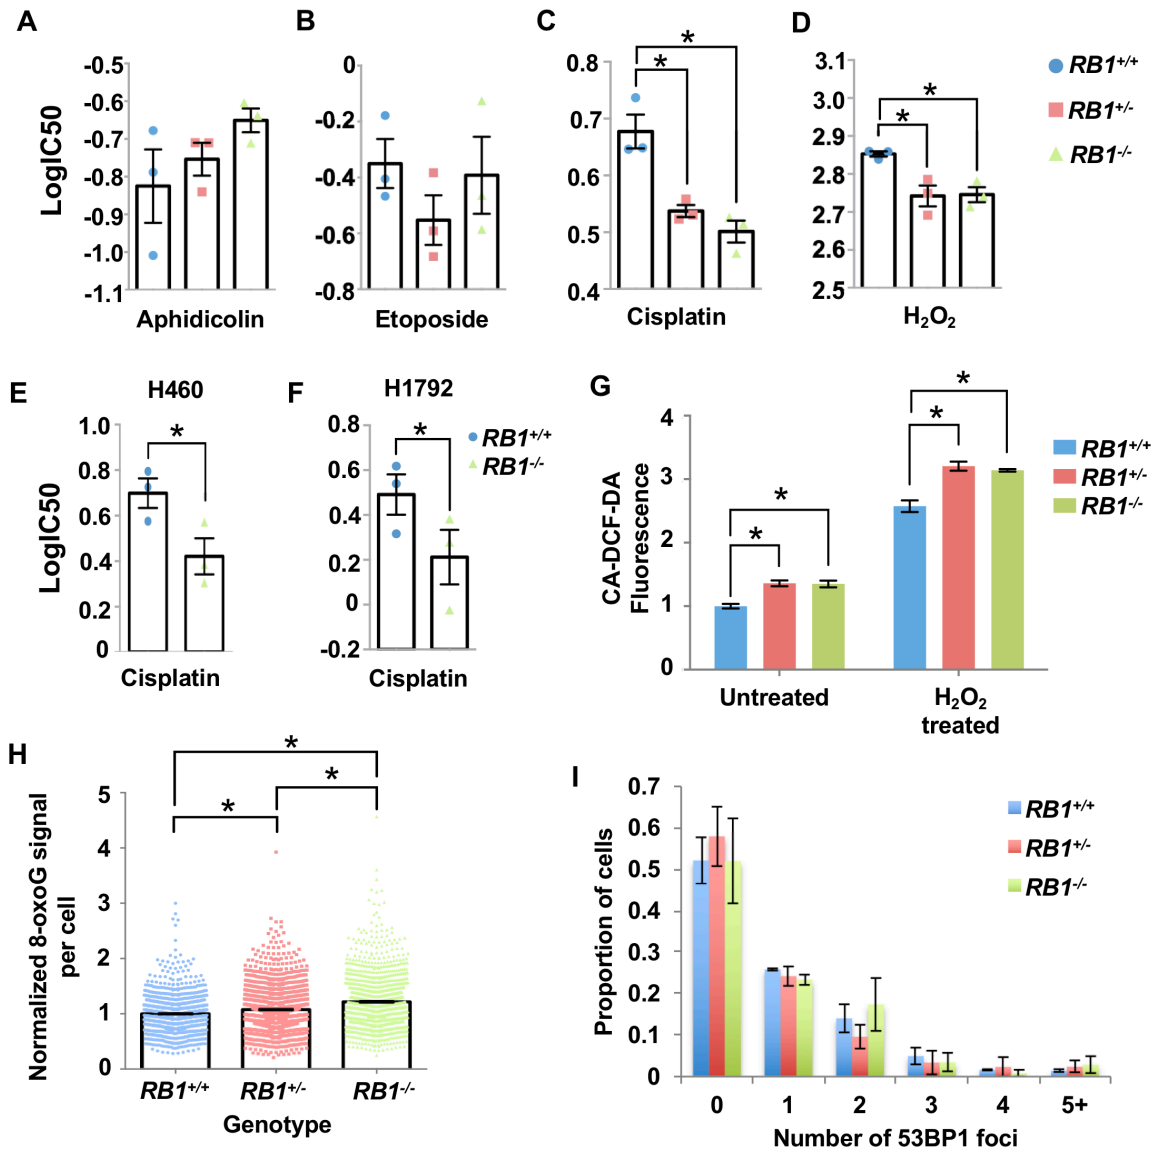 A
LogIC50
-0.5
-0.6
-0.7
-0.8
-0.9
-1.0
-1.1
Aphidicolin
B
0
-0.2
-0.4
-0.6
-0.8
Etoposide
C
0.8
0.7
0.6
0.5
0.4
* *
Cisplatin
D
3.1
3.0
2.9
2.8
2.7
2.6
2.5
* *
H₂O₂
RB1+/+
RB1+/-
RB1-/-
E
H460
LogIC50
1.0
0.8
0.6
0.4
0.2
0
*
Cisplatin
F
H1792
0.8
0.6
0.4
0.2
0
-0.2
*
Cisplatin
RB1+/+
RB1-/-
G
CA-DCF-DA
Fluorescence
4
3
2
1
0
* *
* *
Untreated
H₂O₂
treated
RB1+/+
RB1+/-
RB1-/-
H
Normalized 8-oxoG signal
per cell
5
4
3
2
1
0
*
*
*
RB1+/+ RB1+/- RB1-/-
Genotype
I
Proportion of cells
0.7
0.6
0.5
0.4
0.3
0.2
0.1
0
0 1 2 3 4 5+
Number of 53BP1 foci
RB1+/+
RB1+/-
RB1-/-